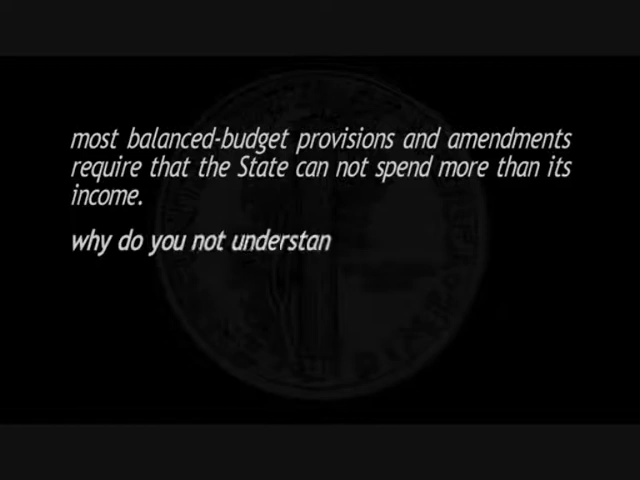 most balanced-budget provisions and amendments
require that the State can not spend more than its
income.
why do you not understan